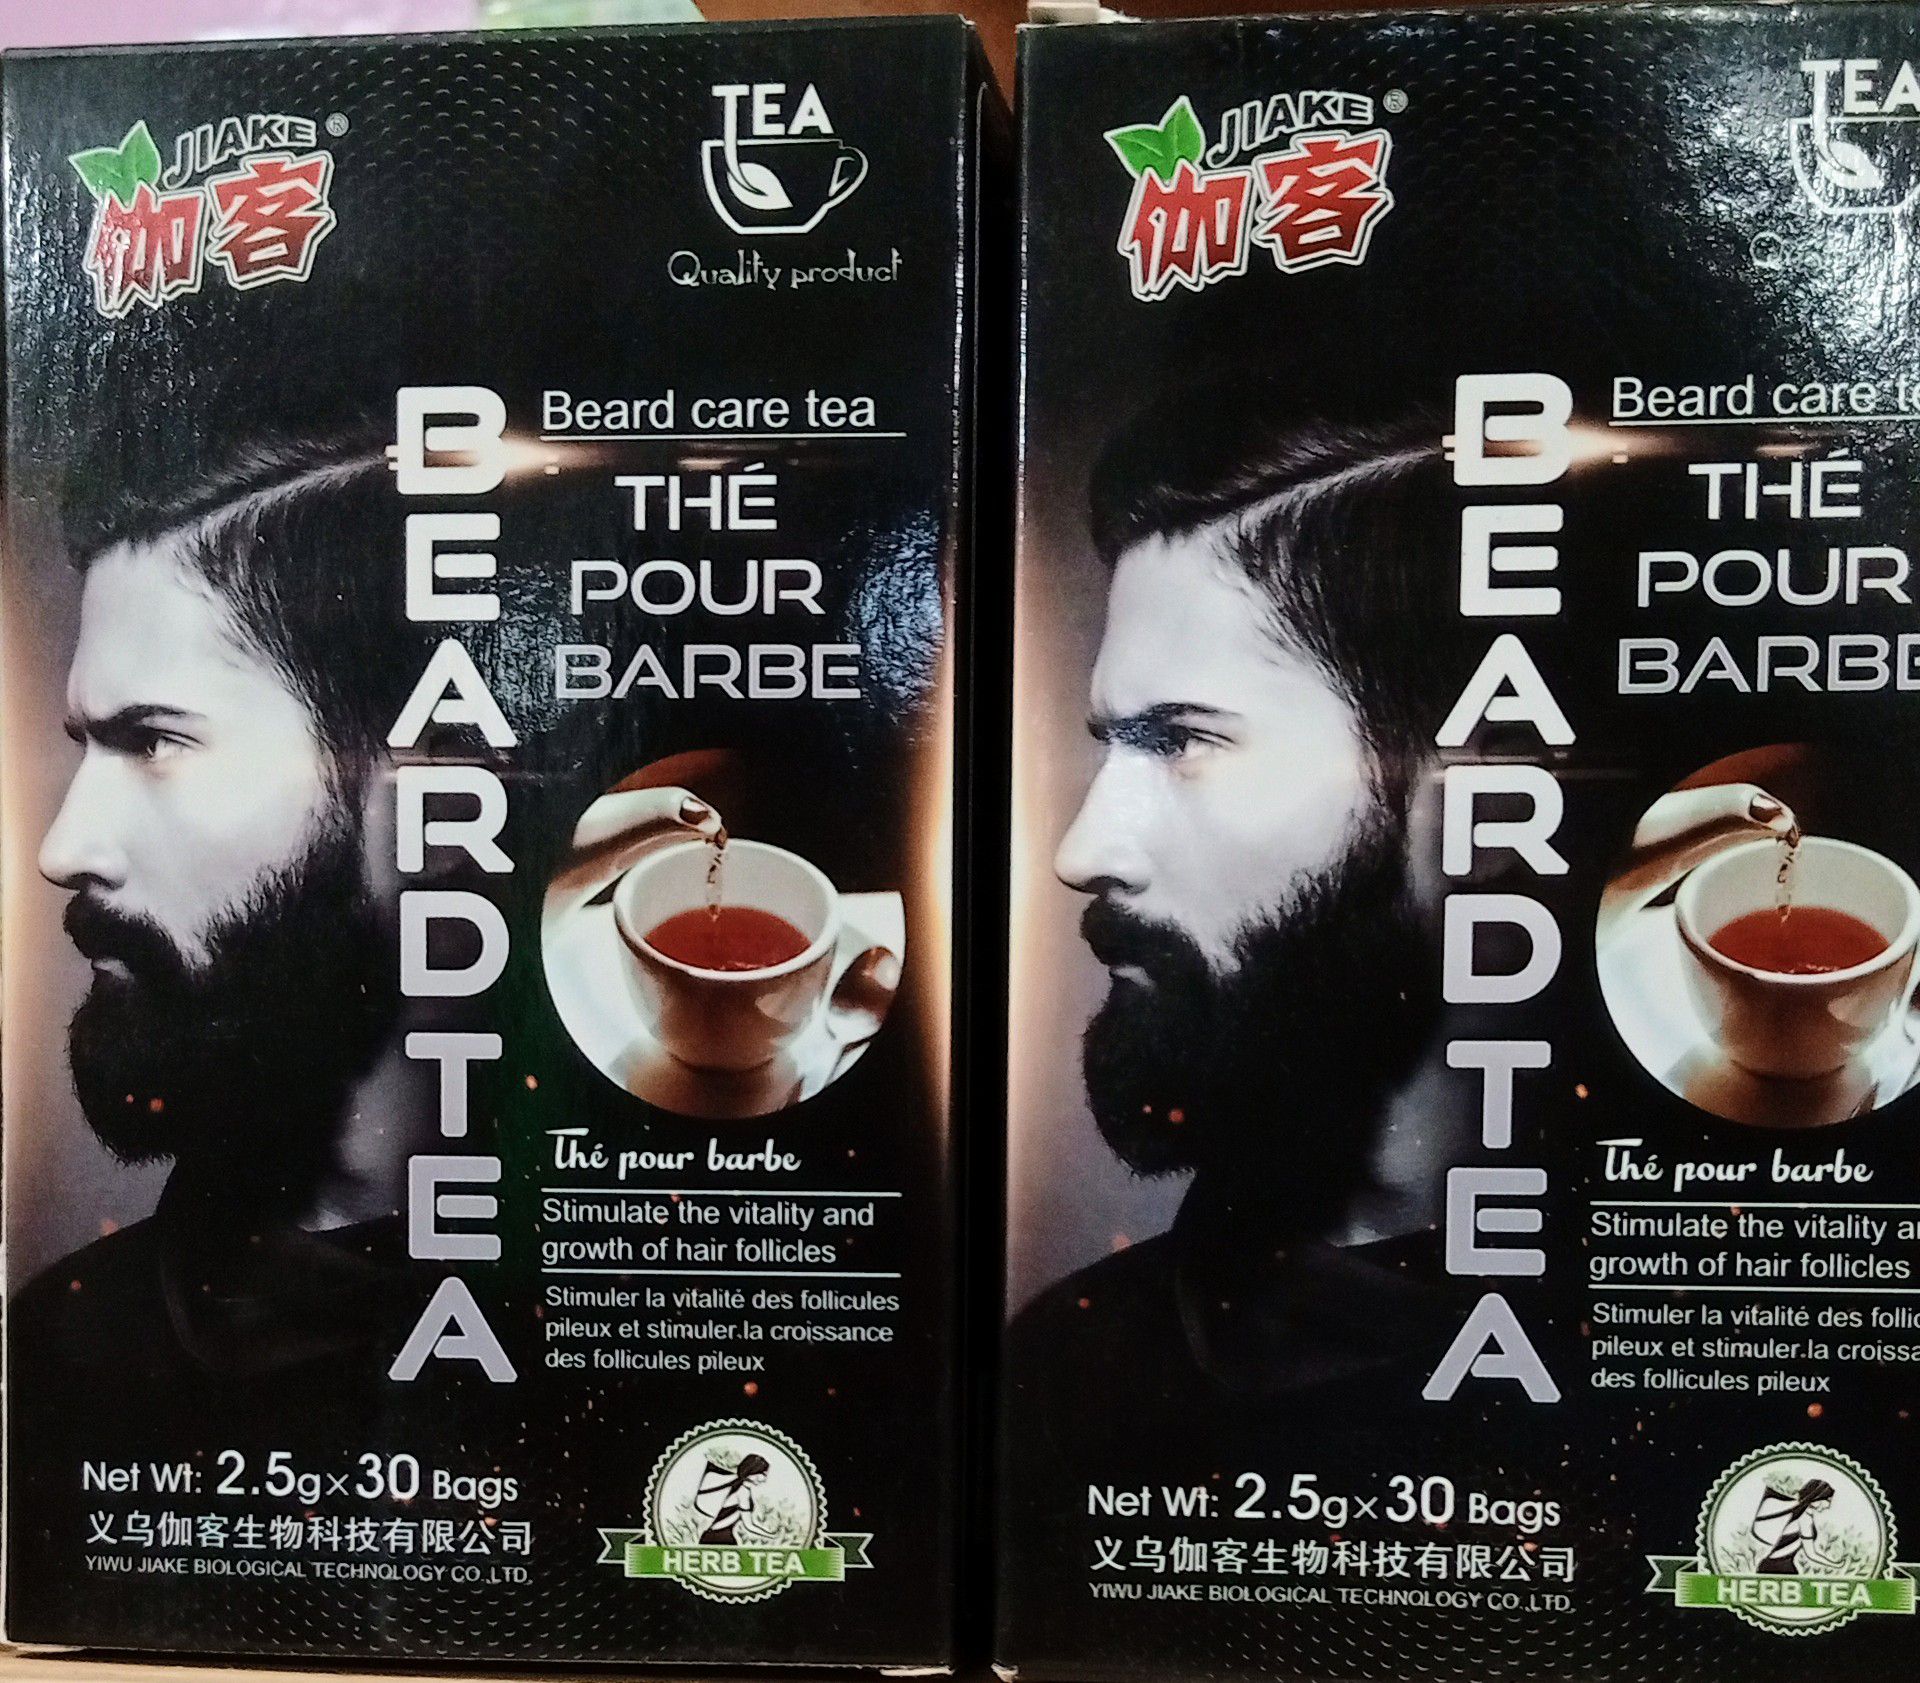 JIAKE®
伽客
TEA
Quality product
BEARD TEA
Beard care tea
THÉ
POUR
BARBE
Thé pour barbe
Stimulate the vitality and
growth of hair follicles
Stimuler la vitalité des follicules
pileux et stimuler.la croissance
des follicules pileux
Net Wt: 2.5g×30 Bags
义乌伽客生物科技有限公司
YIWU JIAKE BIOLOGICAL TECHNOLOGY CO.,LTD.
HERB TEA
JIAKE®
伽客
TEA
BEARD TEA
Beard care
THÉ
POUR
BARBE
Thé pour barbe
Stimulate the vitality
growth of hair follicles
Stimuler la vitalité des
pileux et stimuler.la
des follicules pileux
Net Wt: 2.5g×30 Bags
义乌伽客生物科技有限公司
YIWU JIAKE BIOLOGICAL TECHNOLOGY CO.,LTD.
HERB TEA